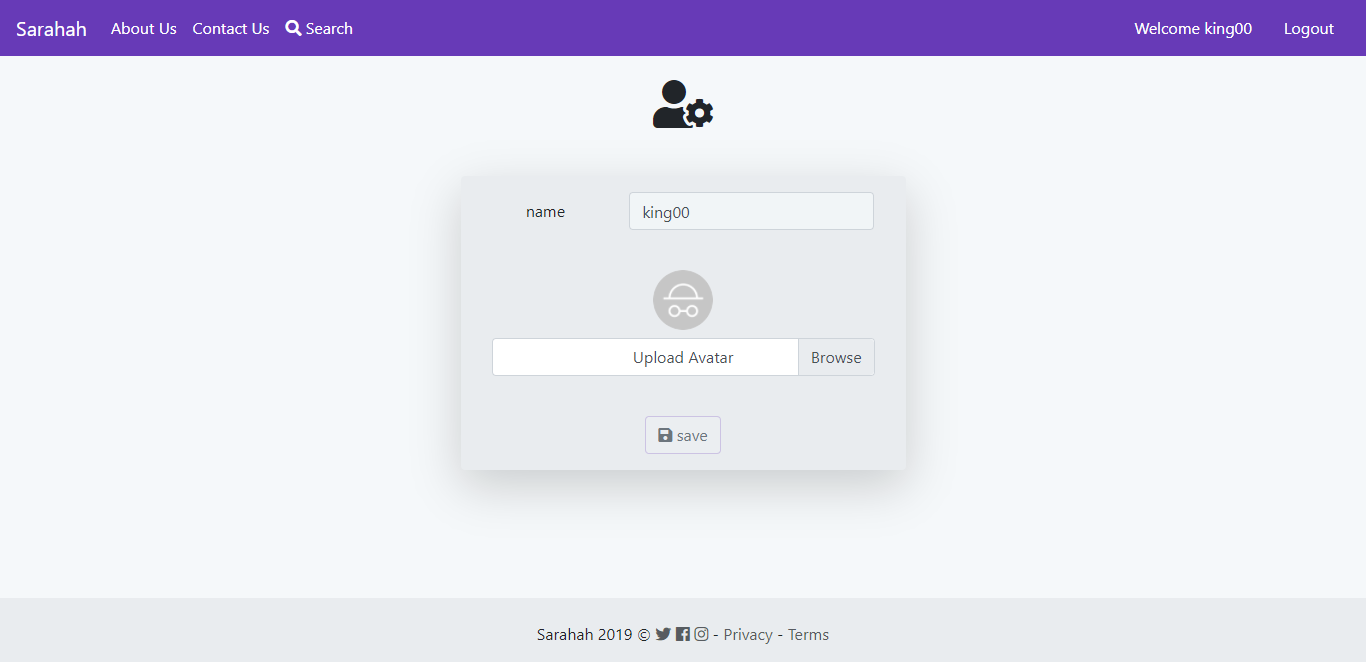 Sarahah About Us Contact Us Search Welcome king00 Logout
name king00
Upload Avatar Browse
save
Sarahah 2019 © - Privacy - Terms